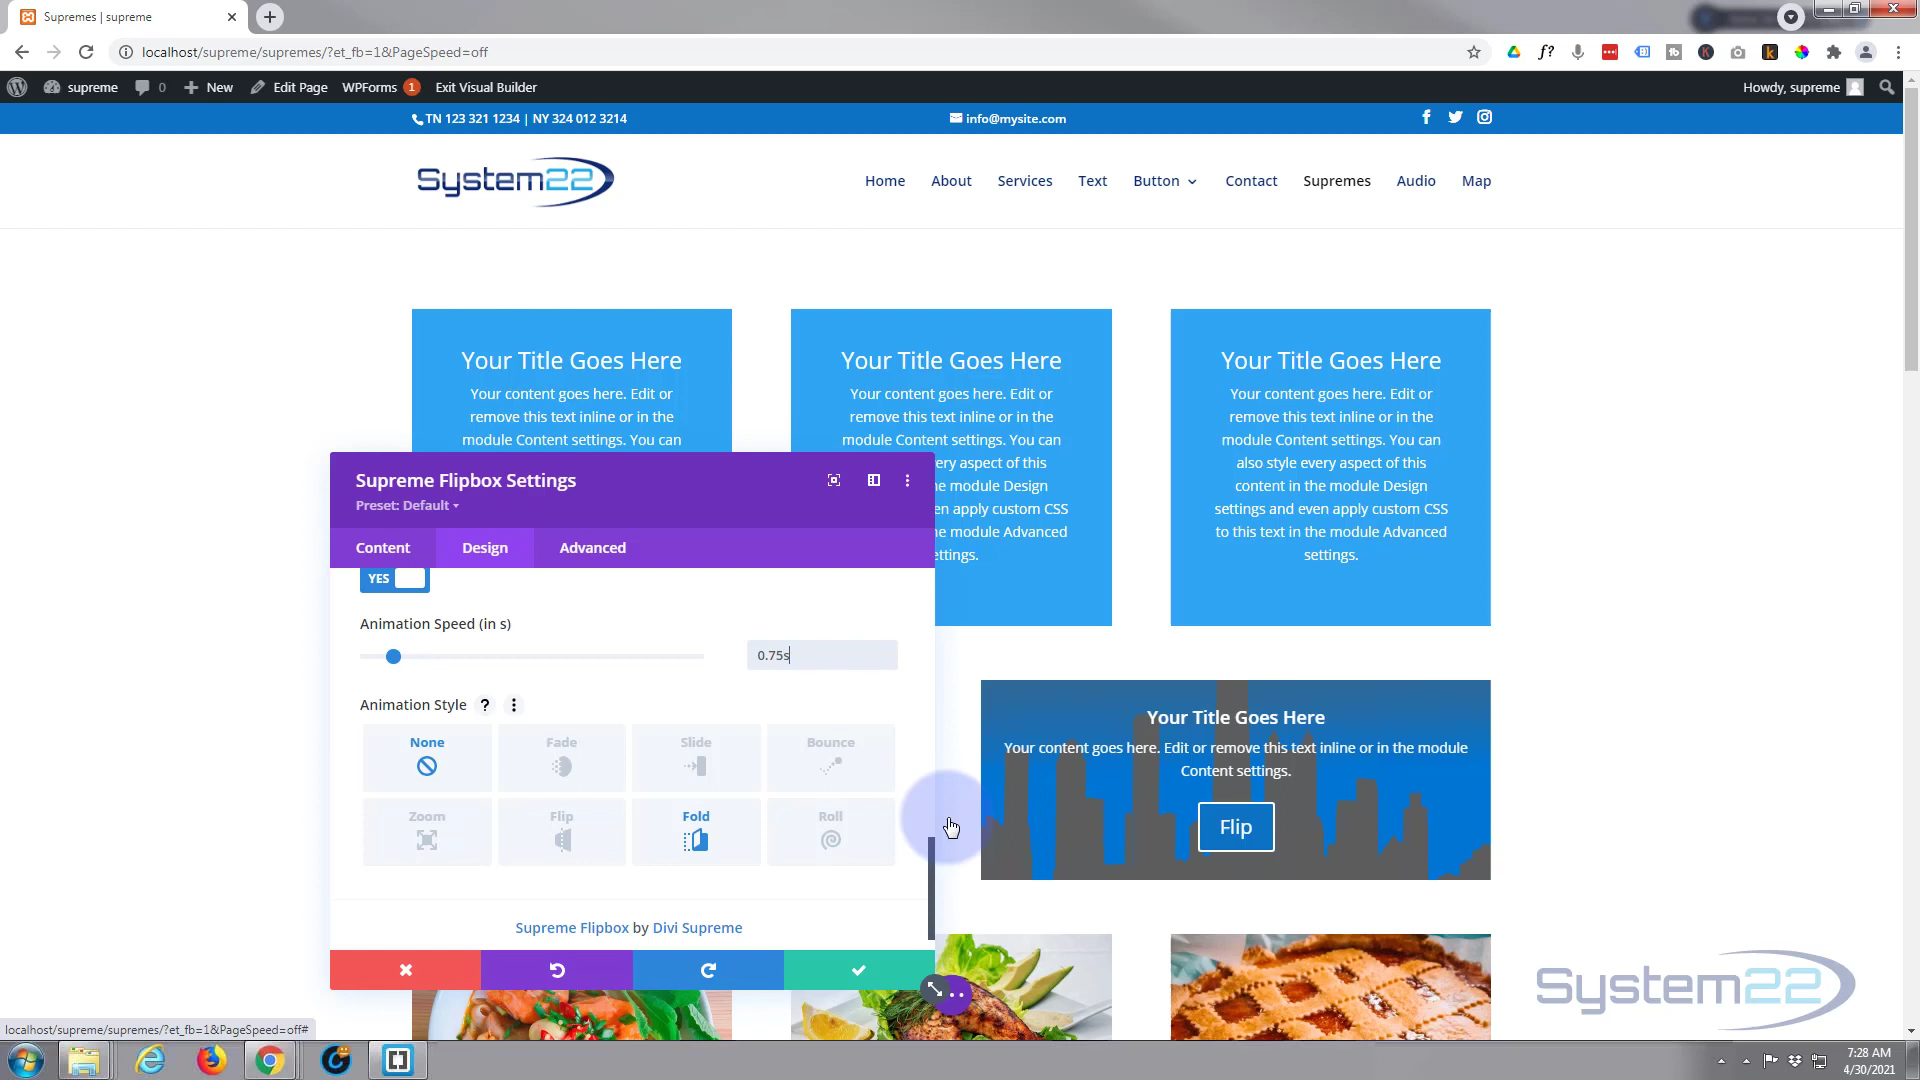 Supremes | supreme
localhost/supreme/supremes/?et_fb=1&PageSpeed=off
supreme 0 New Edit Page WPForms 1 Exit Visual Builder
Howdy, supreme
TN 123 321 1234 | NY 324 012 3214
info@mysite.com
System22
Home About Services Text Button Contact Supremes Audio Map
Your Title Goes Here
Your content goes here. Edit or
remove this text inline or in the
module Content settings. You can
Your Title Goes Here
Your content goes here. Edit or
remove this text inline or in the
module Content settings. You can
ery aspect of this
he module Design
en apply custom CSS
he module Advanced
ettings.
Your Title Goes Here
Your content goes here. Edit or
remove this text inline or in the
module Content settings. You can
also style every aspect of this
content in the module Design
settings and even apply custom CSS
to this text in the module Advanced
settings.
Supreme Flipbox Settings
Preset: Default
Content Design Advanced
YES
Animation Speed (in s)
0.75s
Animation Style ?
None Fade Slide Bounce
Zoom Flip Fold Roll
Supreme Flipbox by Divi Supreme
Your Title Goes Here
Your content goes here. Edit or remove this text inline or in the module
Content settings.
Flip
System22
localhost/supreme/supremes/?et_fb=1&PageSpeed=off#
7:28 AM
4/30/2021